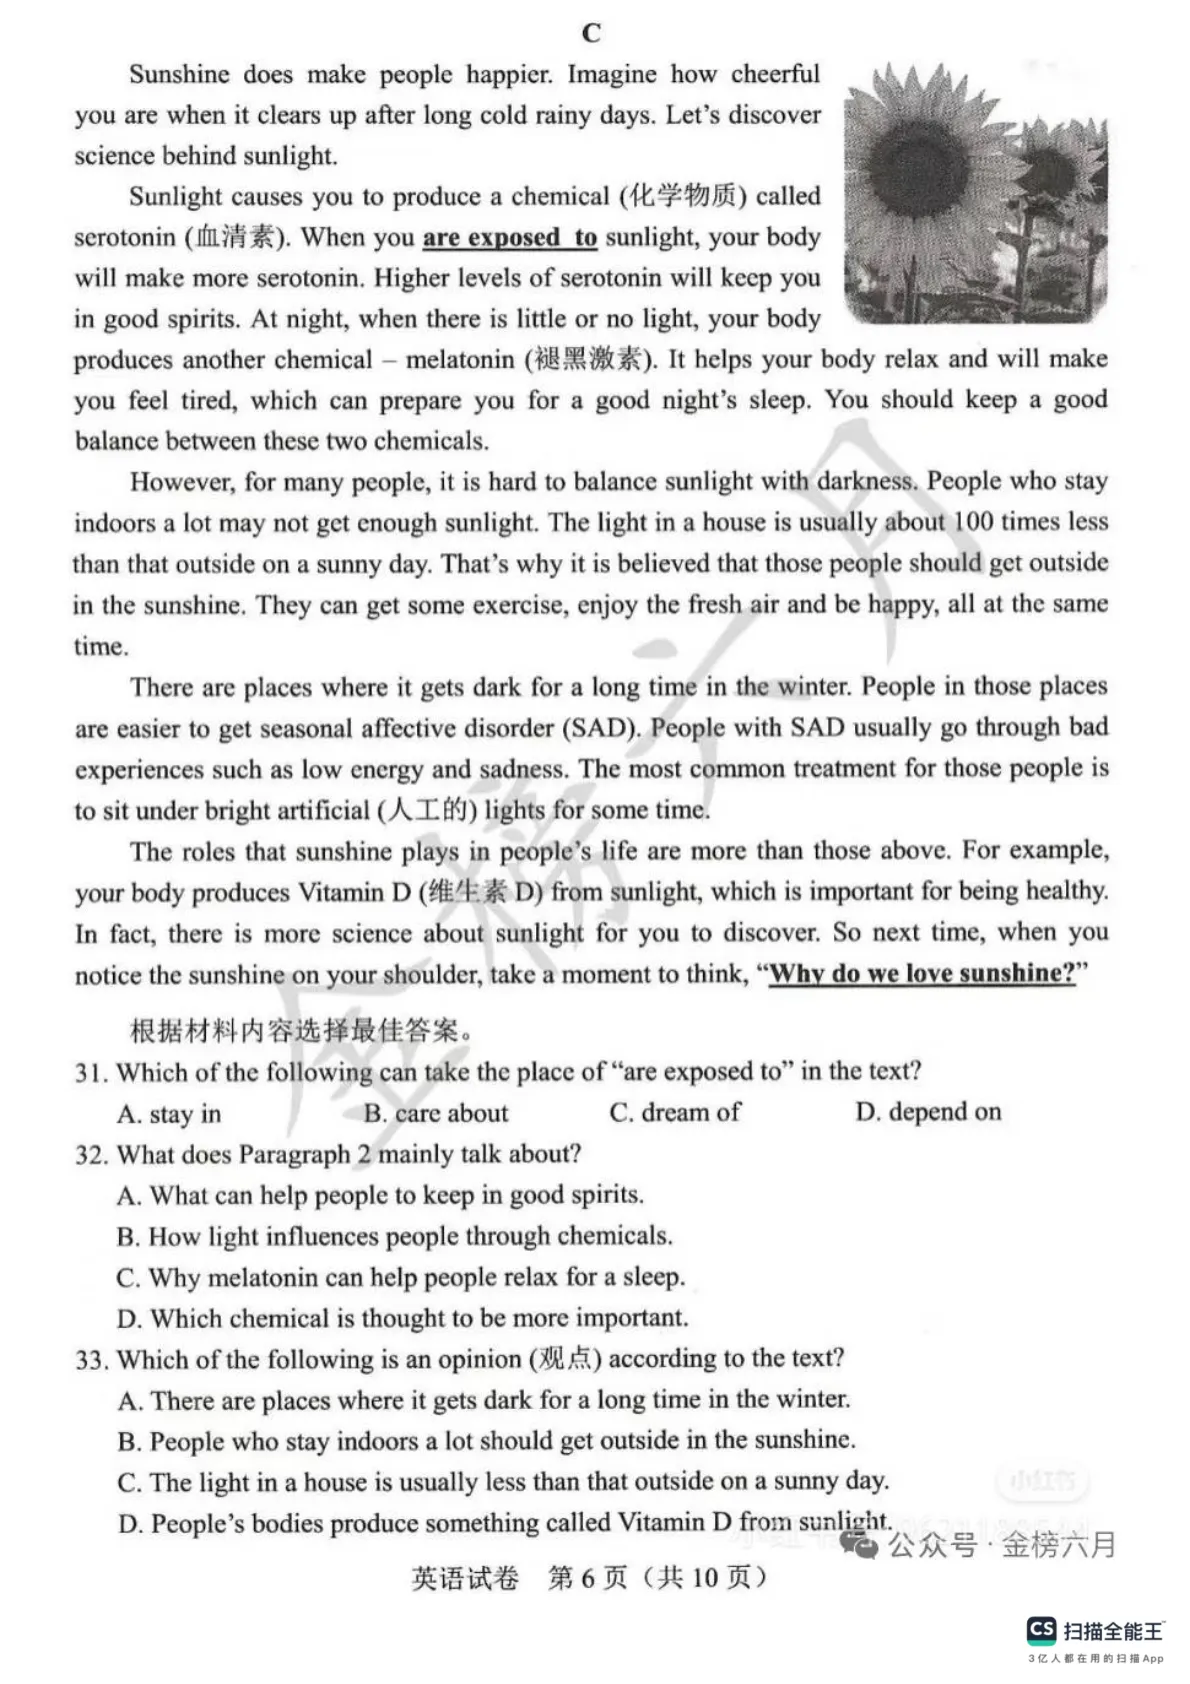 C
Sunshine does make people happier. Imagine how cheerful
you are when it clears up after long cold rainy days. Let's discover
science behind sunlight.
Sunlight causes you to produce a chemical (化学物质) called
serotonin (血清素). When you are exposed to sunlight, your body
will make more serotonin. Higher levels of serotonin will keep you
in good spirits. At night, when there is little or no light, your body
produces another chemical – melatonin (褪黑激素). It helps your body relax and will make
you feel tired, which can prepare you for a good night's sleep. You should keep a good
balance between these two chemicals.
However, for many people, it is hard to balance sunlight with darkness. People who stay
indoors a lot may not get enough sunlight. The light in a house is usually about 100 times less
than that outside on a sunny day. That's why it is believed that those people should get outside
in the sunshine. They can get some exercise, enjoy the fresh air and be happy, all at the same
time.
There are places where it gets dark for a long time in the winter. People in those places
are easier to get seasonal affective disorder (SAD). People with SAD usually go through bad
experiences such as low energy and sadness. The most common treatment for those people is
to sit under bright artificial (人工的) lights for some time.
The roles that sunshine plays in people's life are more than those above. For example,
your body produces Vitamin D (维生素 D) from sunlight, which is important for being healthy.
In fact, there is more science about sunlight for you to discover. So next time, when you
notice the sunshine on your shoulder, take a moment to think, “Why do we love sunshine?”
根据材料内容选择最佳答案。
31. Which of the following can take the place of “are exposed to” in the text?
A. stay in B. care about C. dream of D. depend on
32. What does Paragraph 2 mainly talk about?
A. What can help people to keep in good spirits.
B. How light influences people through chemicals.
C. Why melatonin can help people relax for a sleep.
D. Which chemical is thought to be more important.
33. Which of the following is an opinion (观点) according to the text?
A. There are places where it gets dark for a long time in the winter.
B. People who stay indoors a lot should get outside in the sunshine.
C. The light in a house is usually less than that outside on a sunny day.
D. People's bodies produce something called Vitamin D from sunlight.
小红书
公众号 · 金榜六月
英语试卷 第 6 页（共 10 页）
金榜六月
CS 扫描全能王
3亿人都在用的扫描App